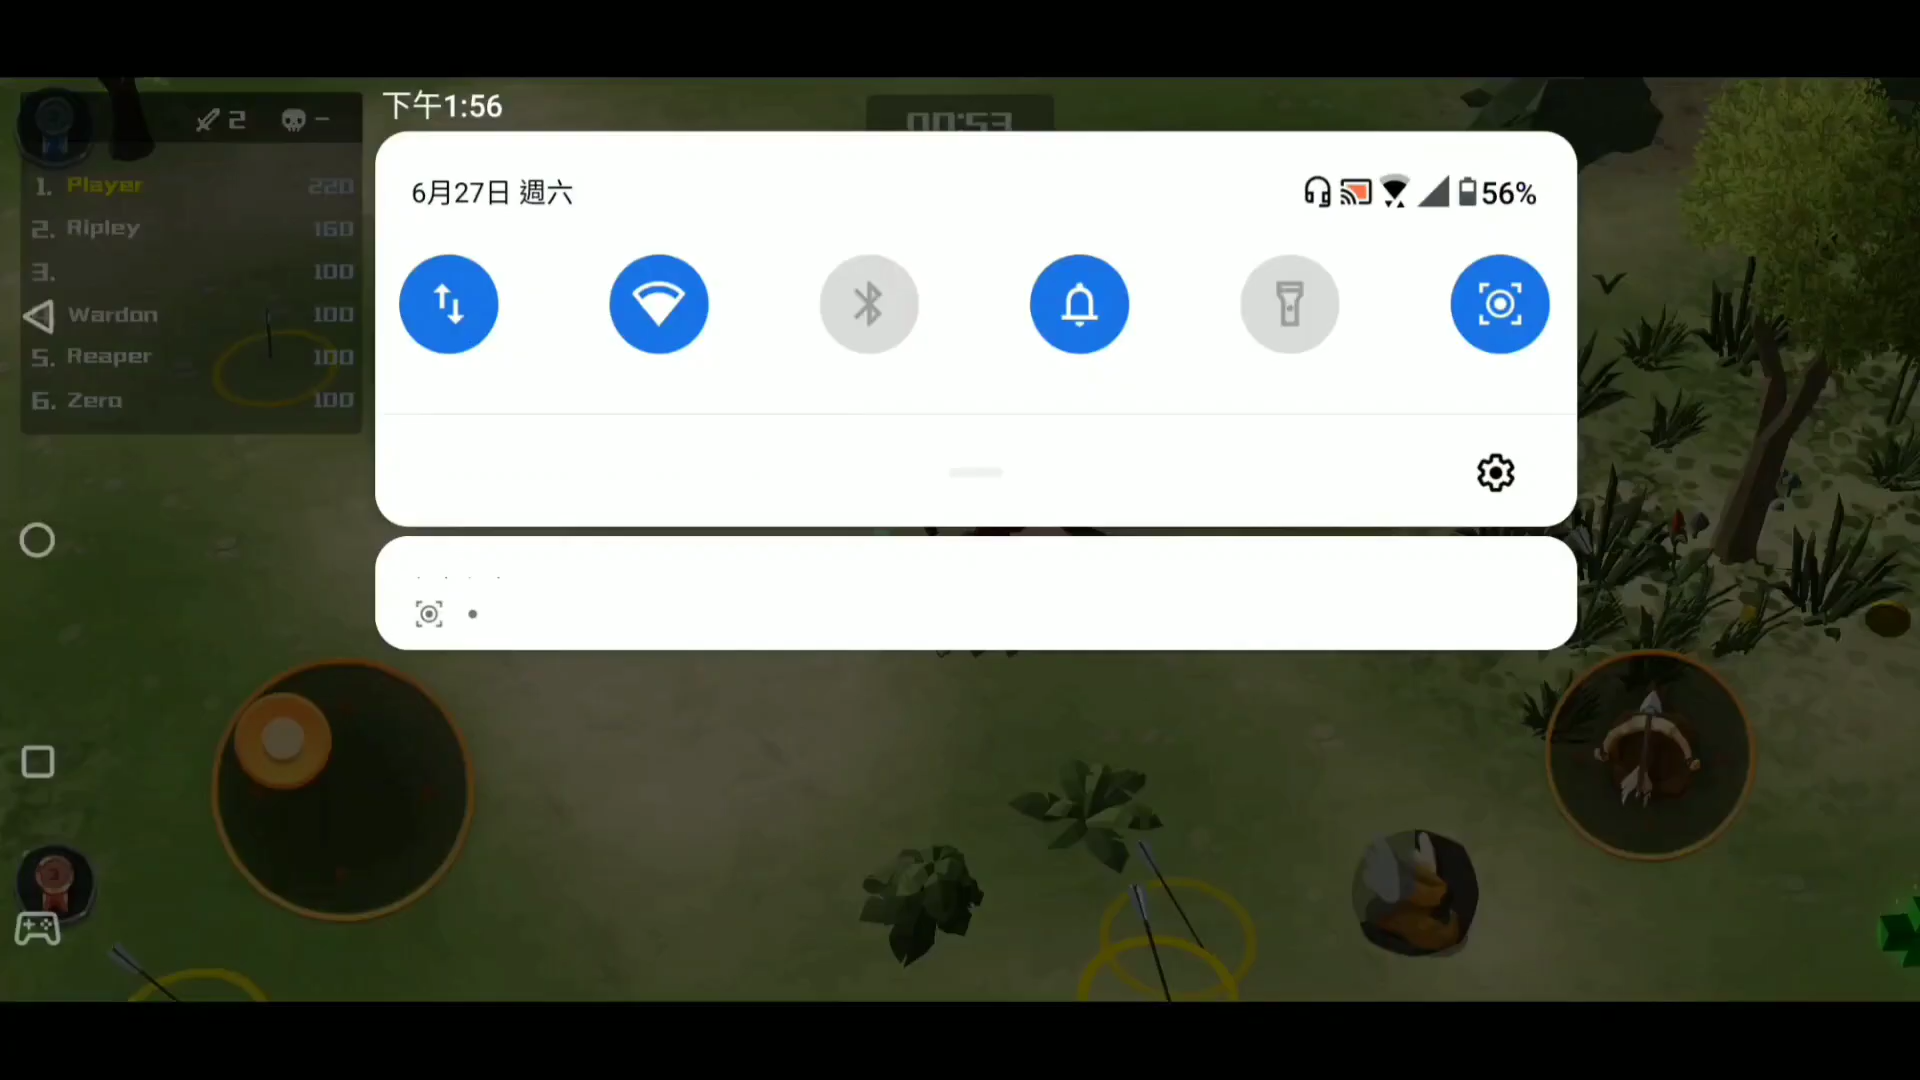 下午1:56
00:53
2 –
1. Player 220
2. Ripley 160
3. 100
Wardon 100
5. Reaper 100
6. Zero 100
6月27日 週六
56%